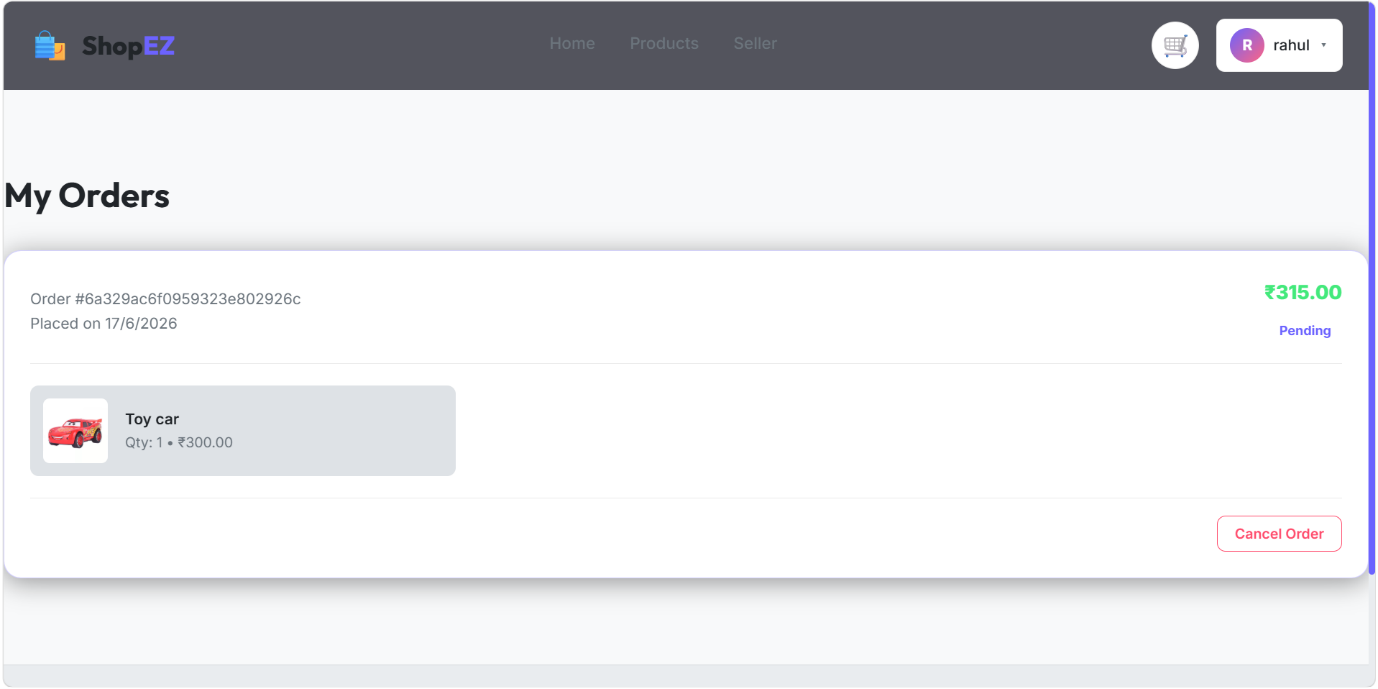 ShopEZ
Home Products Seller
R rahul
My Orders
Order #6a329ac6f0959323e802926c
₹315.00
Placed on 17/6/2026
Pending
Toy car
Qty: 1 • ₹300.00
Cancel Order